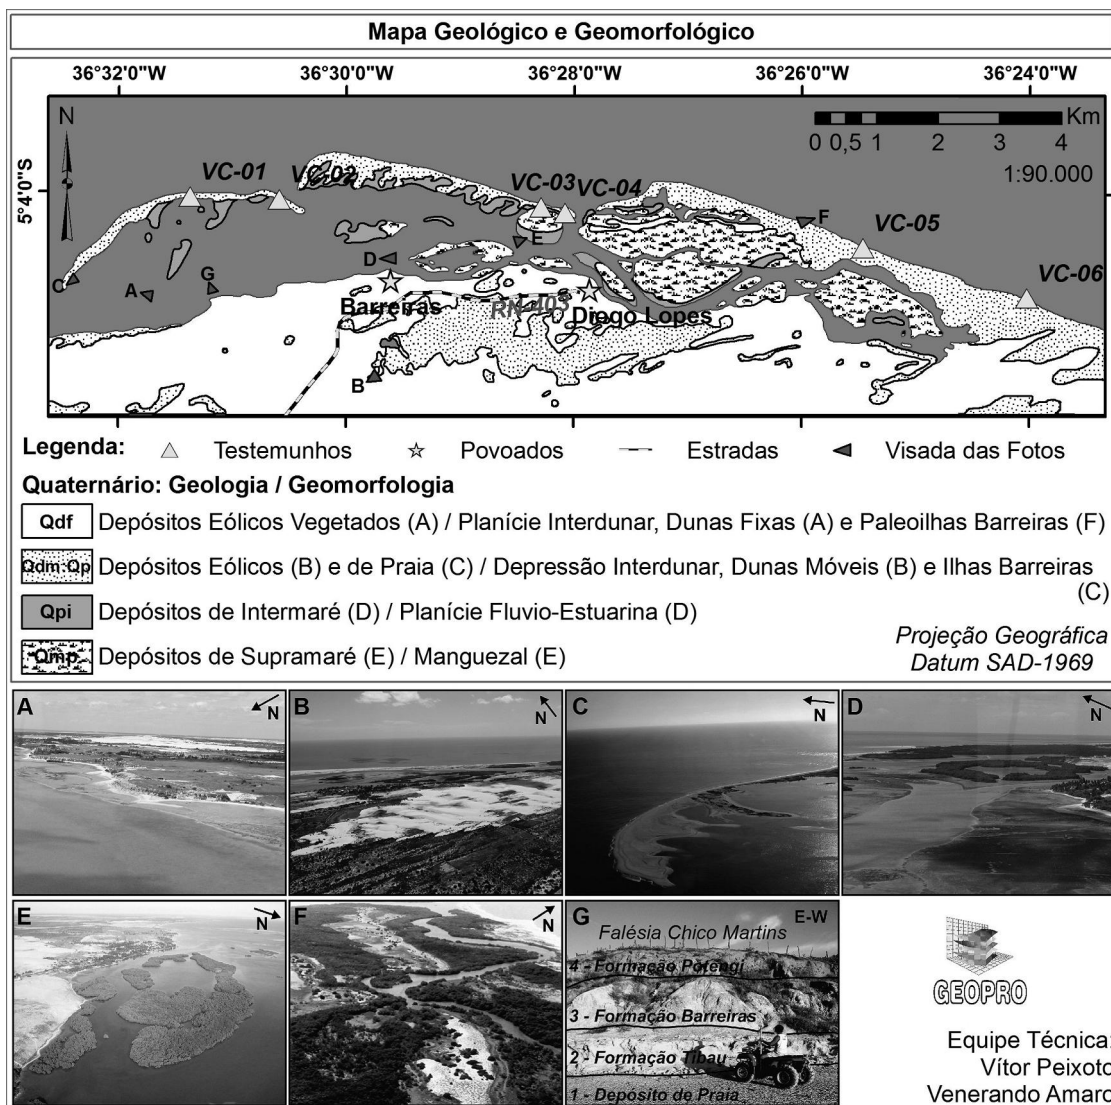 Mapa Geológico e Geomorfológico
36°32'0"W 36°30'0"W 36°28'0"W 36°26'0"W 36°24'0"W
5°4'0"S
N
Km
0 0,5 1 2 3 4
1:90.000
VC-01
VC-02
VC-03
VC-04
VC-05
VC-06
F
E
D
C
A
G
B
Barreiras
RN-403
Diogo Lopes
Legenda: Testemunhos Povoados Estradas Visada das Fotos
Quaternário: Geologia / Geomorfologia
Qdf Depósitos Eólicos Vegetados (A) / Planície Interdunar, Dunas Fixas (A) e Paleoilhas Barreiras (F)
Qdm:Qp Depósitos Eólicos (B) e de Praia (C) / Depressão Interdunar, Dunas Móveis (B) e Ilhas Barreiras
(C)
Qpi Depósitos de Intermaré (D) / Planície Fluvio-Estuarina (D)
Qmp Depósitos de Supramaré (E) / Manguezal (E)
Projeção Geográfica
Datum SAD-1969
A N
B N
C N
D N
E N
F N
G E-W
Falésia Chico Martins
4 - Formação Potengi
3 - Formação Barreiras
2 - Formação Tibau
1 - Depósito de Praia
GEOPRO
Equipe Técnica:
Vítor Peixoto
Venerando Amaro